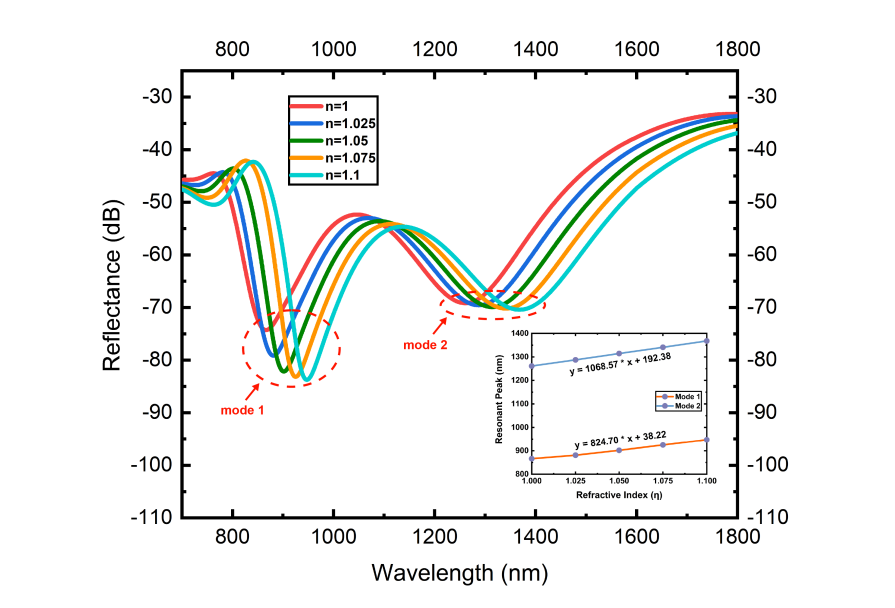 800 1000 1200 1400 1600 1800
-30 -30
n=1
n=1.025
n=1.05
n=1.075
n=1.1
-40 -40
-50 -50
-60 -60
-70 -70
-80 -80
-90 -90
-100 -100
-110 -110
Reflectance (dB)
mode 1
mode 2
1400
1300
1200
1100
1000
900
800
Resonant Peak (nm)
y = 1068.57 * x + 192.38
Mode 1
Mode 2
y = 824.70 * x + 38.22
1.000 1.025 1.050 1.075 1.100
Refractive Index (η)
800 1000 1200 1400 1600 1800
Wavelength (nm)